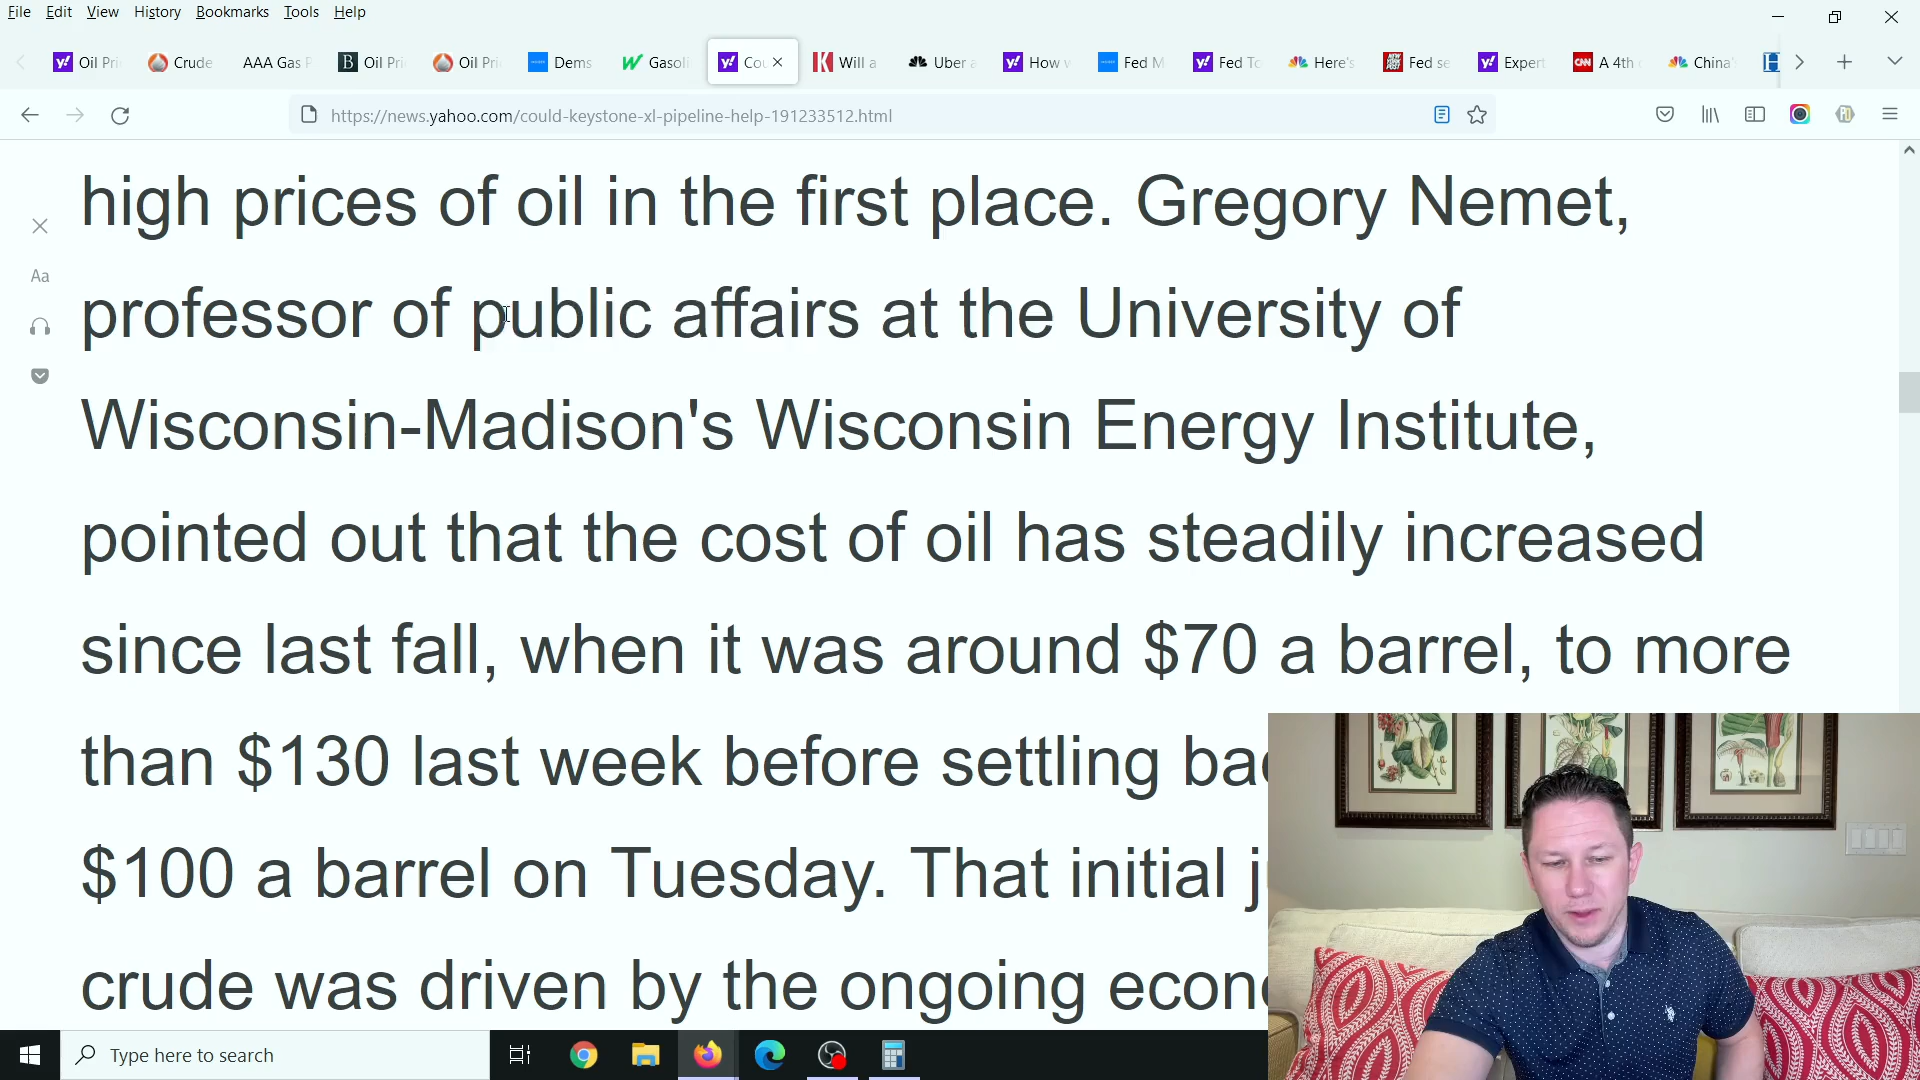 File Edit View History Bookmarks Tools Help
Oil Pri Crude AAA Gas P Oil Pri Oil Pri Dems Gasoli Cou Will a Uber a How w Fed M Fed To Here's Fed se Expert A 4th China'
https://news.yahoo.com/could-keystone-xl-pipeline-help-191233512.html
high prices of oil in the first place. Gregory Nemet,
Aa
professor of public affairs at the University of
Wisconsin-Madison's Wisconsin Energy Institute,
pointed out that the cost of oil has steadily increased
since last fall, when it was around $70 a barrel, to more
than $130 last week before settling bac
$100 a barrel on Tuesday. That initial j
crude was driven by the ongoing econ
Type here to search